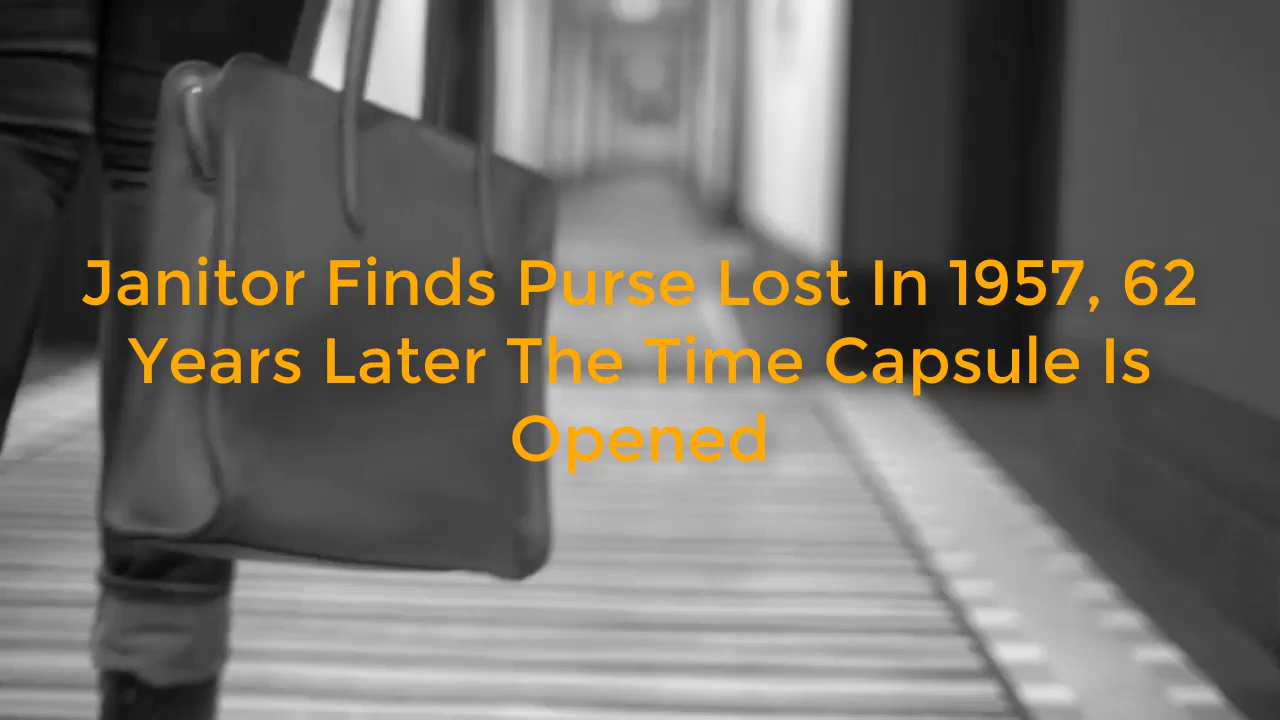 Janitor Finds Purse Lost In 1957, 62
Years Later The Time Capsule Is
Opened